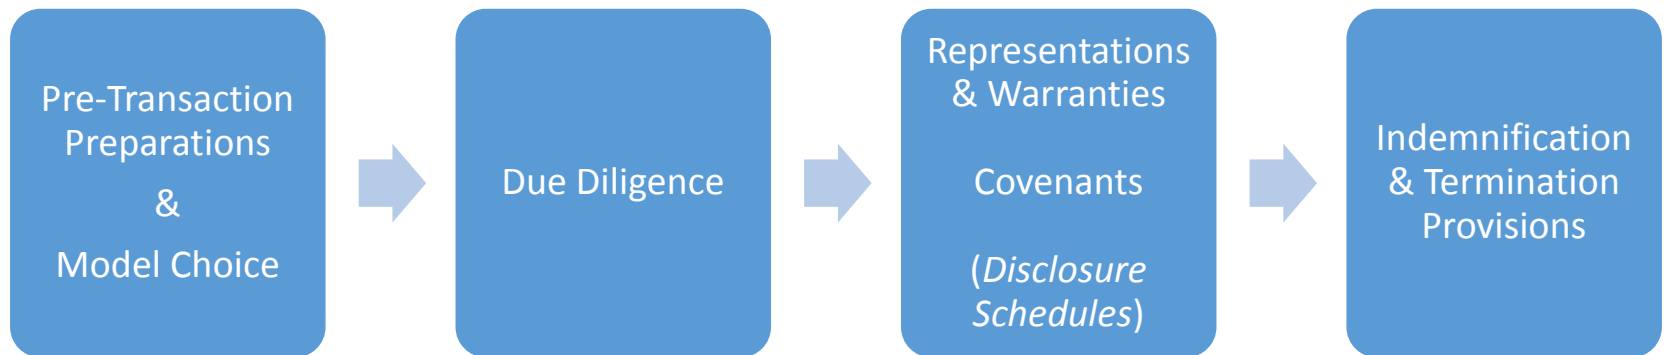 Pre-Transaction
Preparations
&
Model Choice
Due Diligence
Representations
& Warranties
Covenants
(Disclosure
Schedules)
Indemnification
& Termination
Provisions